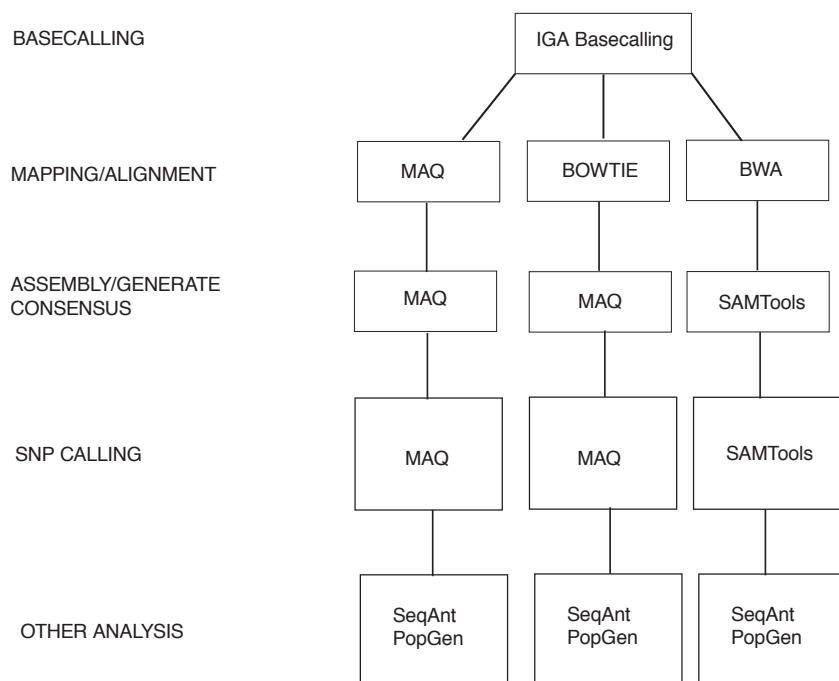 BASECALLING
IGA Basecalling
MAPPING/ALIGNMENT
MAQ
BOWTIE
BWA
ASSEMBLY/GENERATE
CONSENSUS
MAQ
MAQ
SAMTools
SNP CALLING
MAQ
MAQ
SAMTools
OTHER ANALYSIS
SeqAnt
PopGen
SeqAnt
PopGen
SeqAnt
PopGen